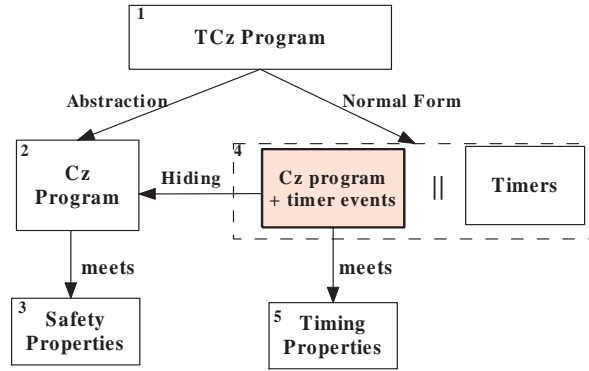 1
TCz Program
Abstraction
Normal Form
2
Cz
Program
Hiding
4
Cz program
+ timer events
||
Timers
meets
meets
3
Safety
Properties
5
Timing
Properties